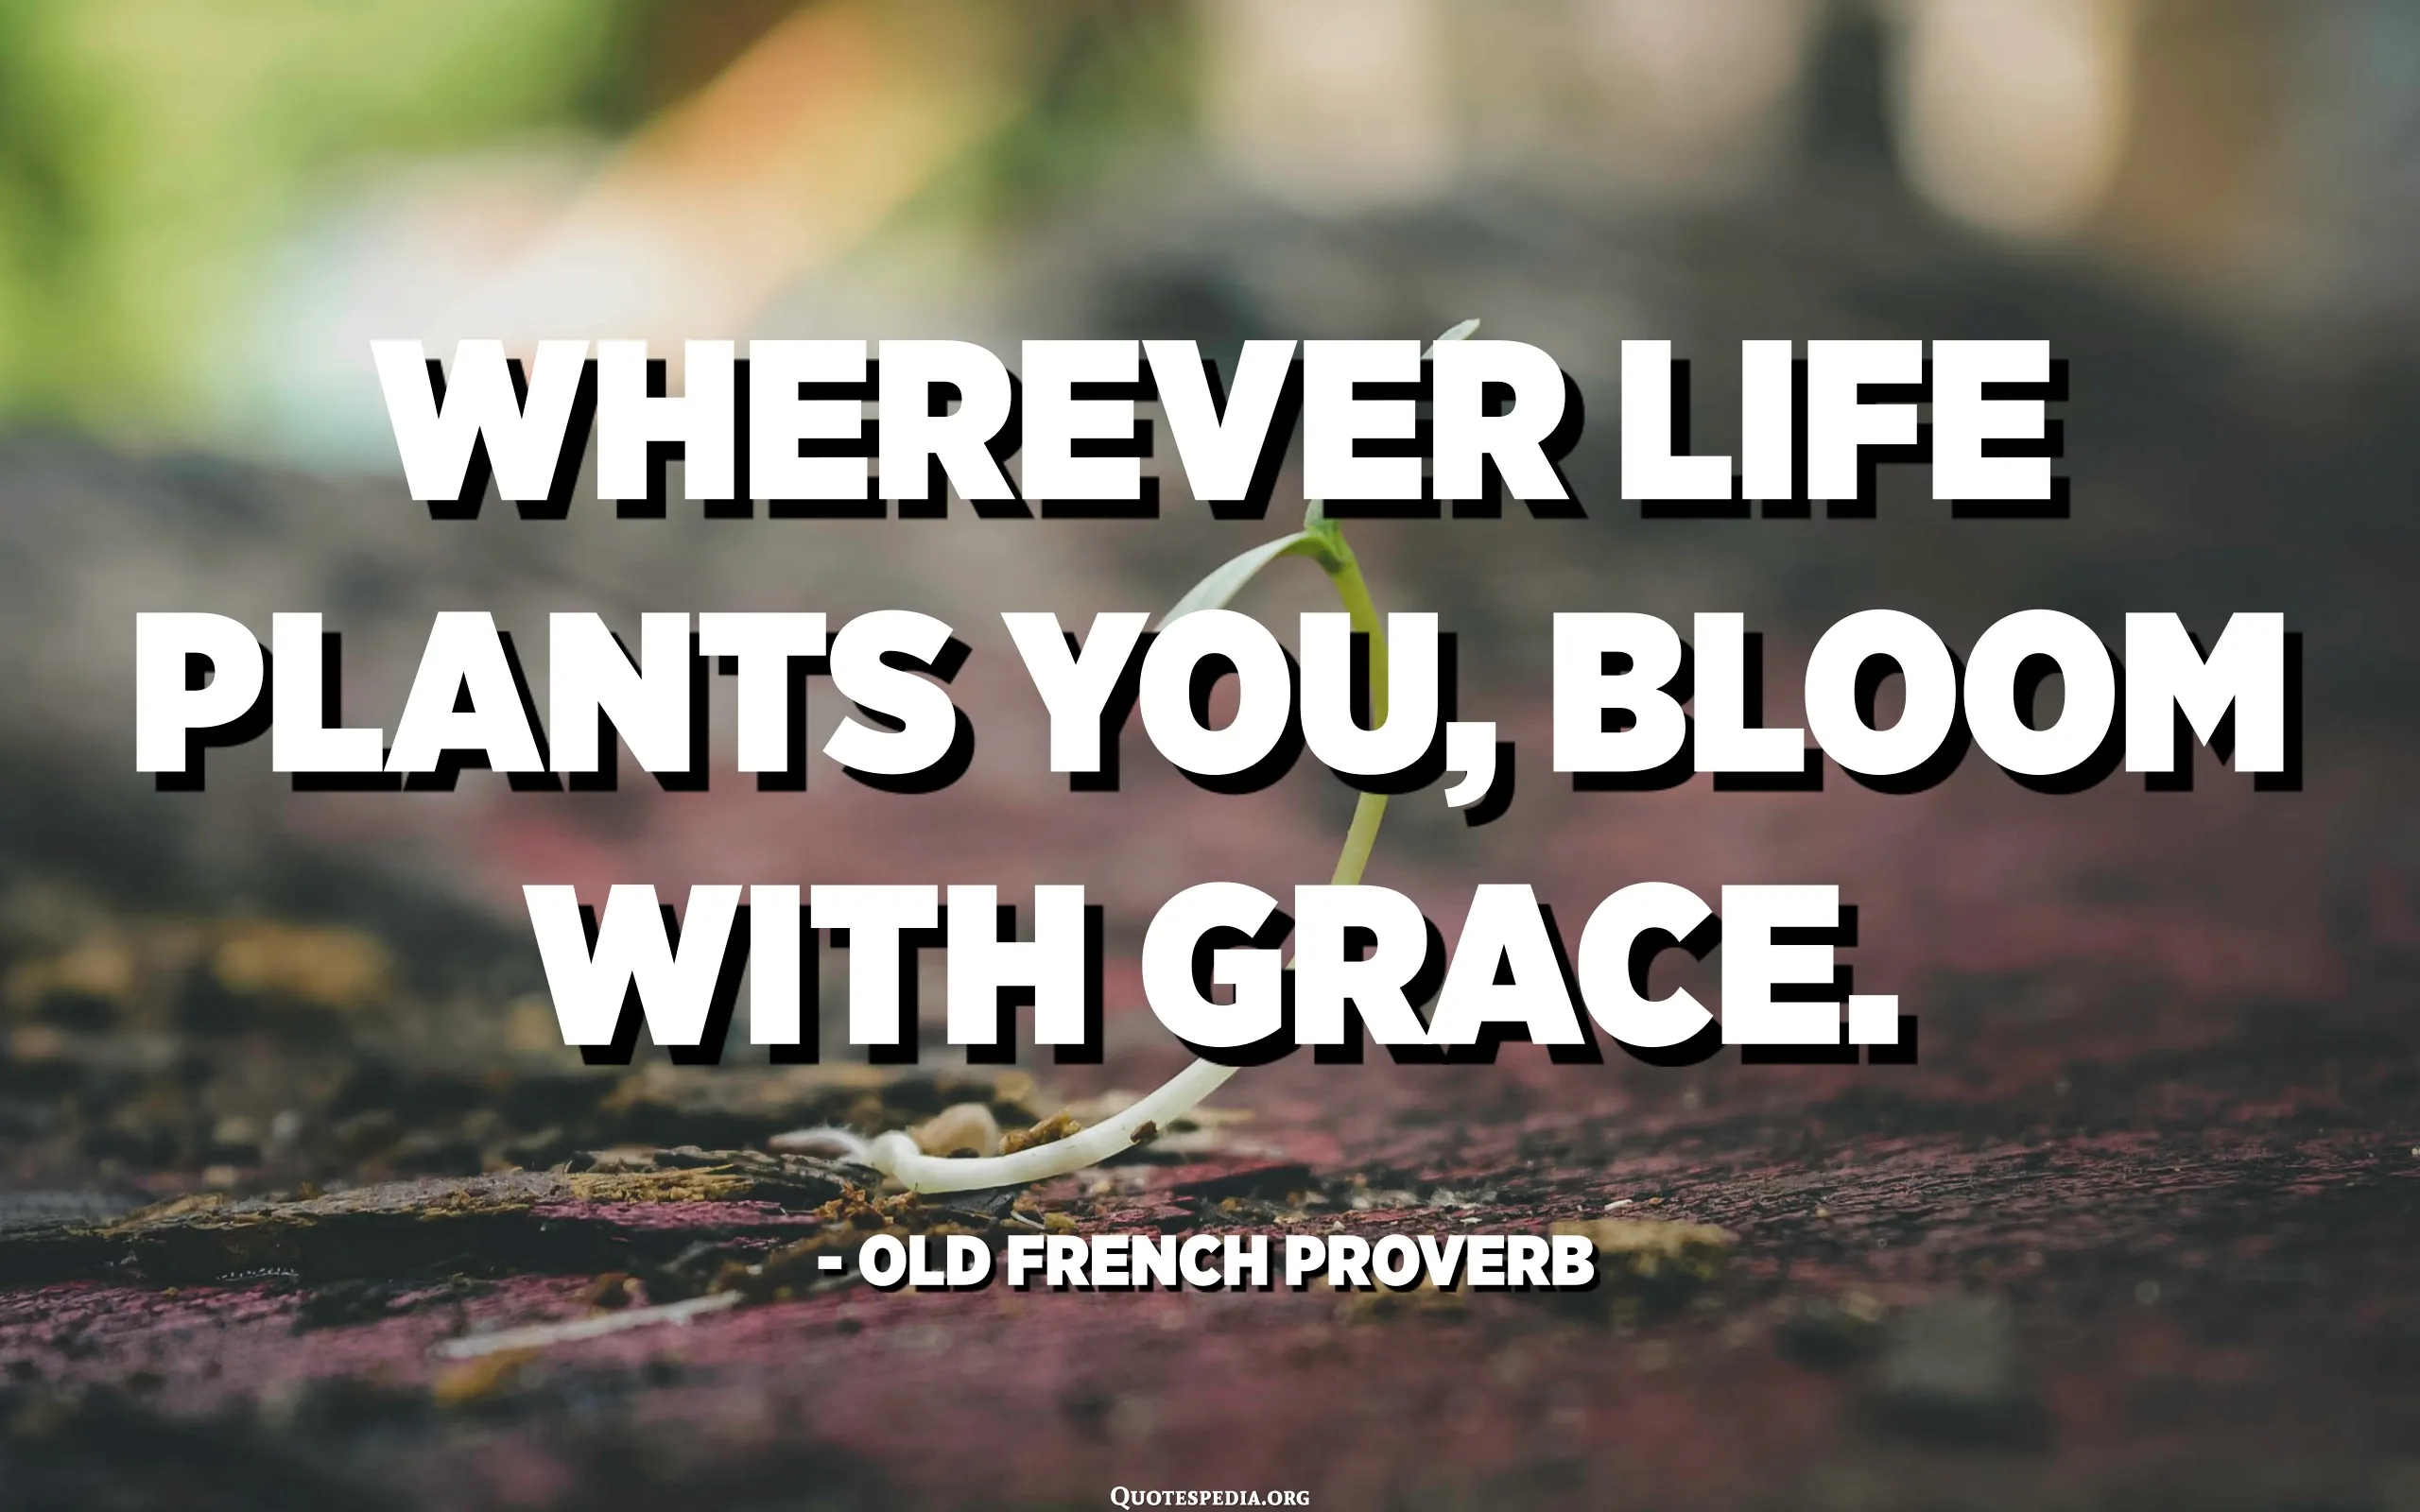 WHEREVER LIFE
PLANTS YOU, BLOOM
WITH GRACE.
- OLD FRENCH PROVERB
QUOTESPEDIA.ORG